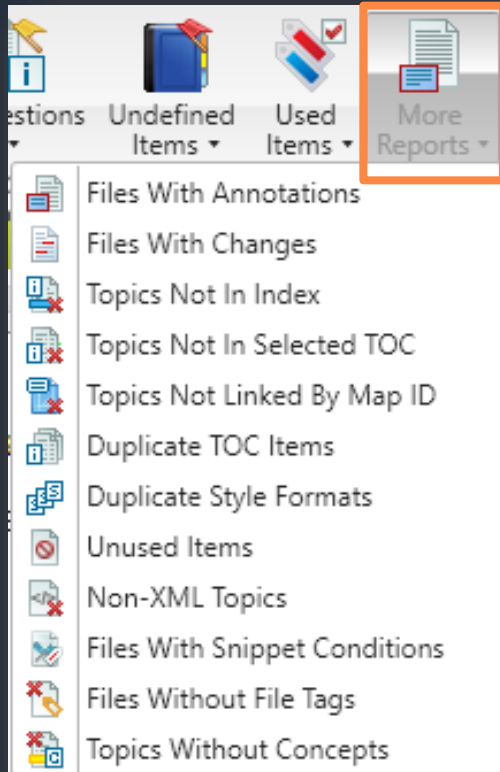 estions Undefined Used More
Items Items Reports
Files With Annotations
Files With Changes
Topics Not In Index
Topics Not In Selected TOC
Topics Not Linked By Map ID
Duplicate TOC Items
Duplicate Style Formats
Unused Items
Non-XML Topics
Files With Snippet Conditions
Files Without File Tags
Topics Without Concepts